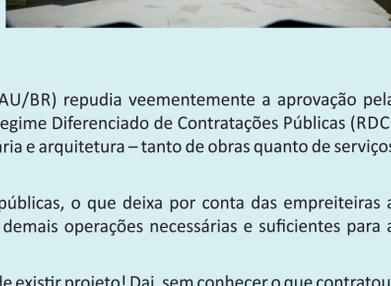 AU/BR) repudia veementemente a aprovação pela
egime Diferenciado de Contratações Públicas (RDC
aria e arquitetura – tanto de obras quanto de serviços
públicas, o que deixa por conta das empreiteiras a
demais operações necessárias e suficientes para a
de existir projeto! Daí, sem conhecer o que contratou